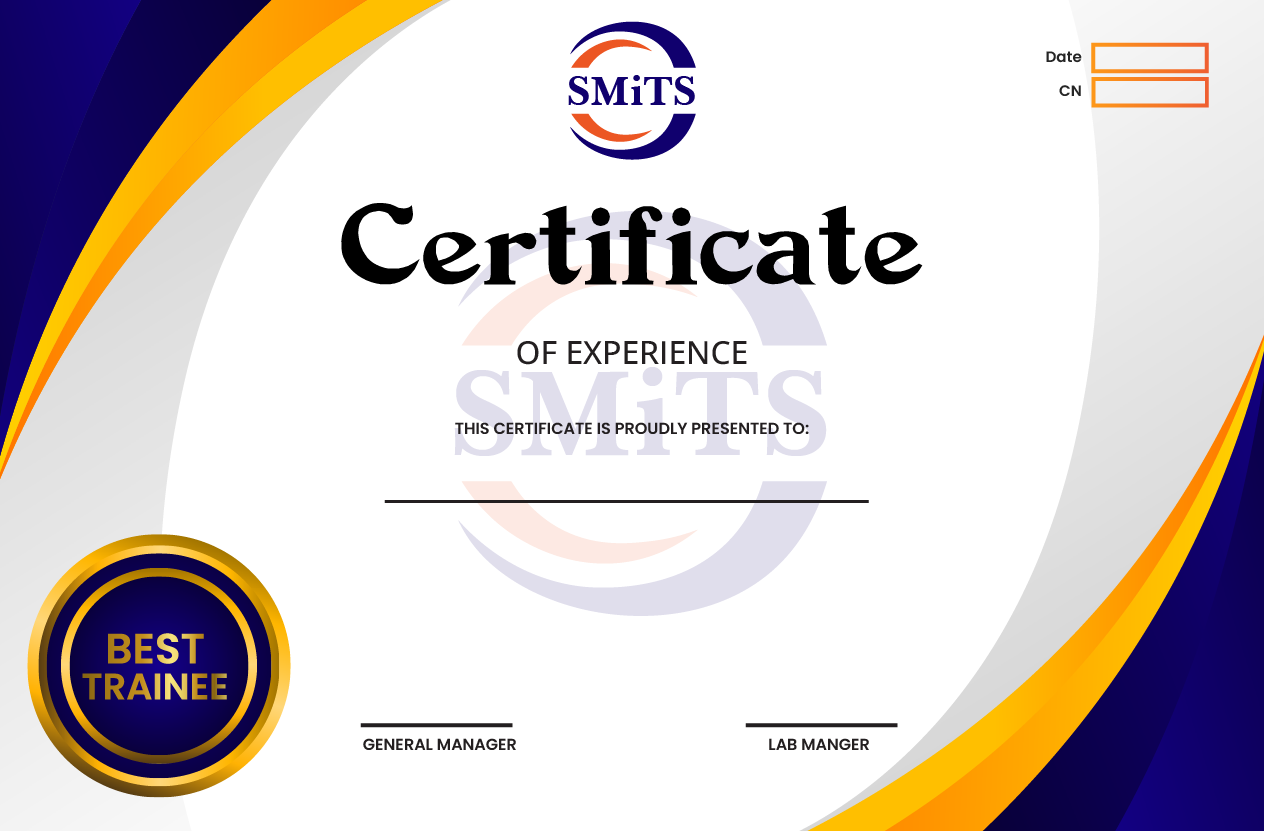 SMiTS
Date
CN
Certificate
OF EXPERIENCE
SMiTS
THIS CERTIFICATE IS PROUDLY PRESENTED TO:
BEST
TRAINEE
GENERAL MANAGER
LAB MANGER